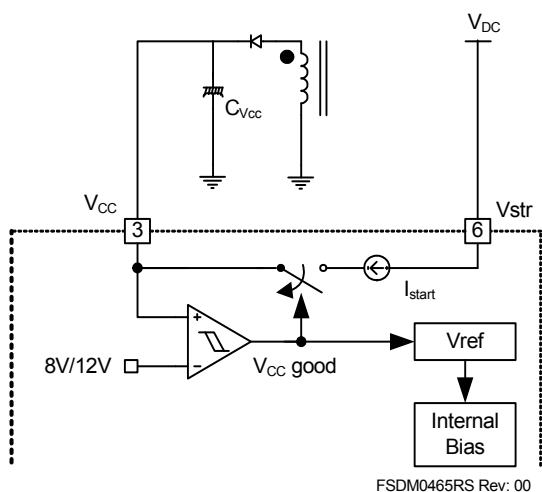 V_DC
C_Vcc
V_CC
Vstr
3
6
I_start
+
8V/12V
-
V_CC good
Vref
Internal
Bias
FSDM0465RS Rev: 00